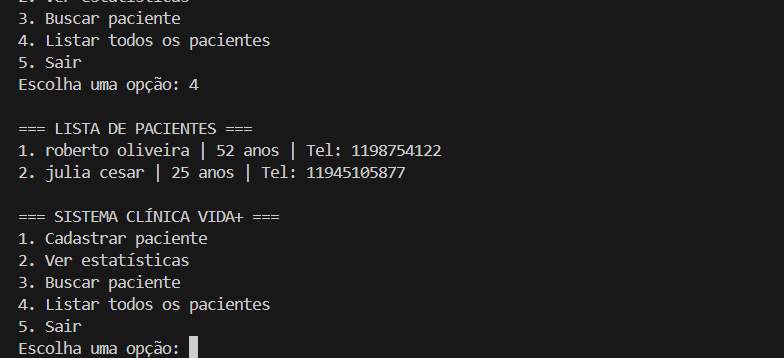 2. Ver estatísticas
3. Buscar paciente
4. Listar todos os pacientes
5. Sair
Escolha uma opção: 4
=== LISTA DE PACIENTES ===
1. roberto oliveira | 52 anos | Tel: 1198754122
2. julia cesar | 25 anos | Tel: 11945105877
=== SISTEMA CLÍNICA VIDA+ ===
1. Cadastrar paciente
2. Ver estatísticas
3. Buscar paciente
4. Listar todos os pacientes
5. Sair
Escolha uma opção: